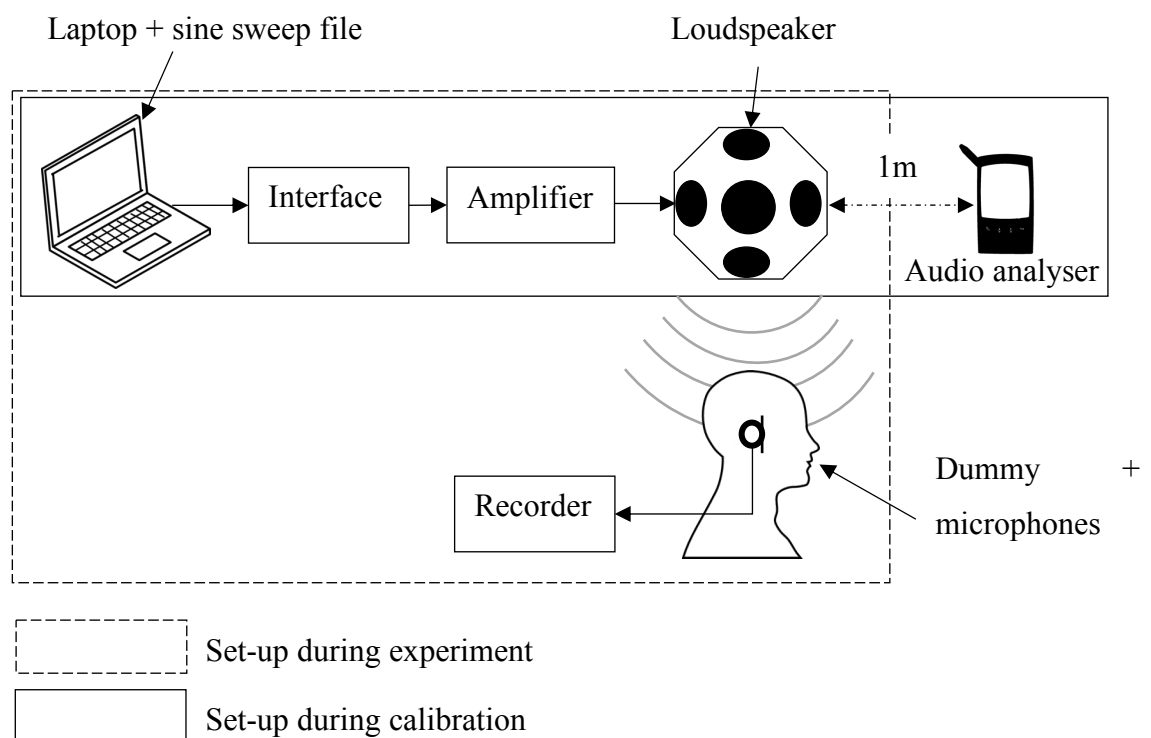 Laptop + sine sweep file
Loudspeaker
Interface
Amplifier
1m
Audio analyser
Recorder
Dummy +
microphones
Set-up during experiment
Set-up during calibration